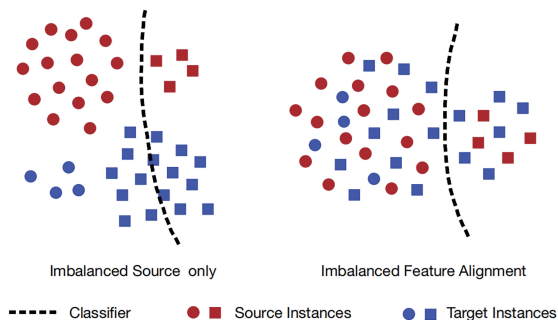 Imbalanced Source only
Imbalanced Feature Alignment
Classifier
Source Instances
Target Instances